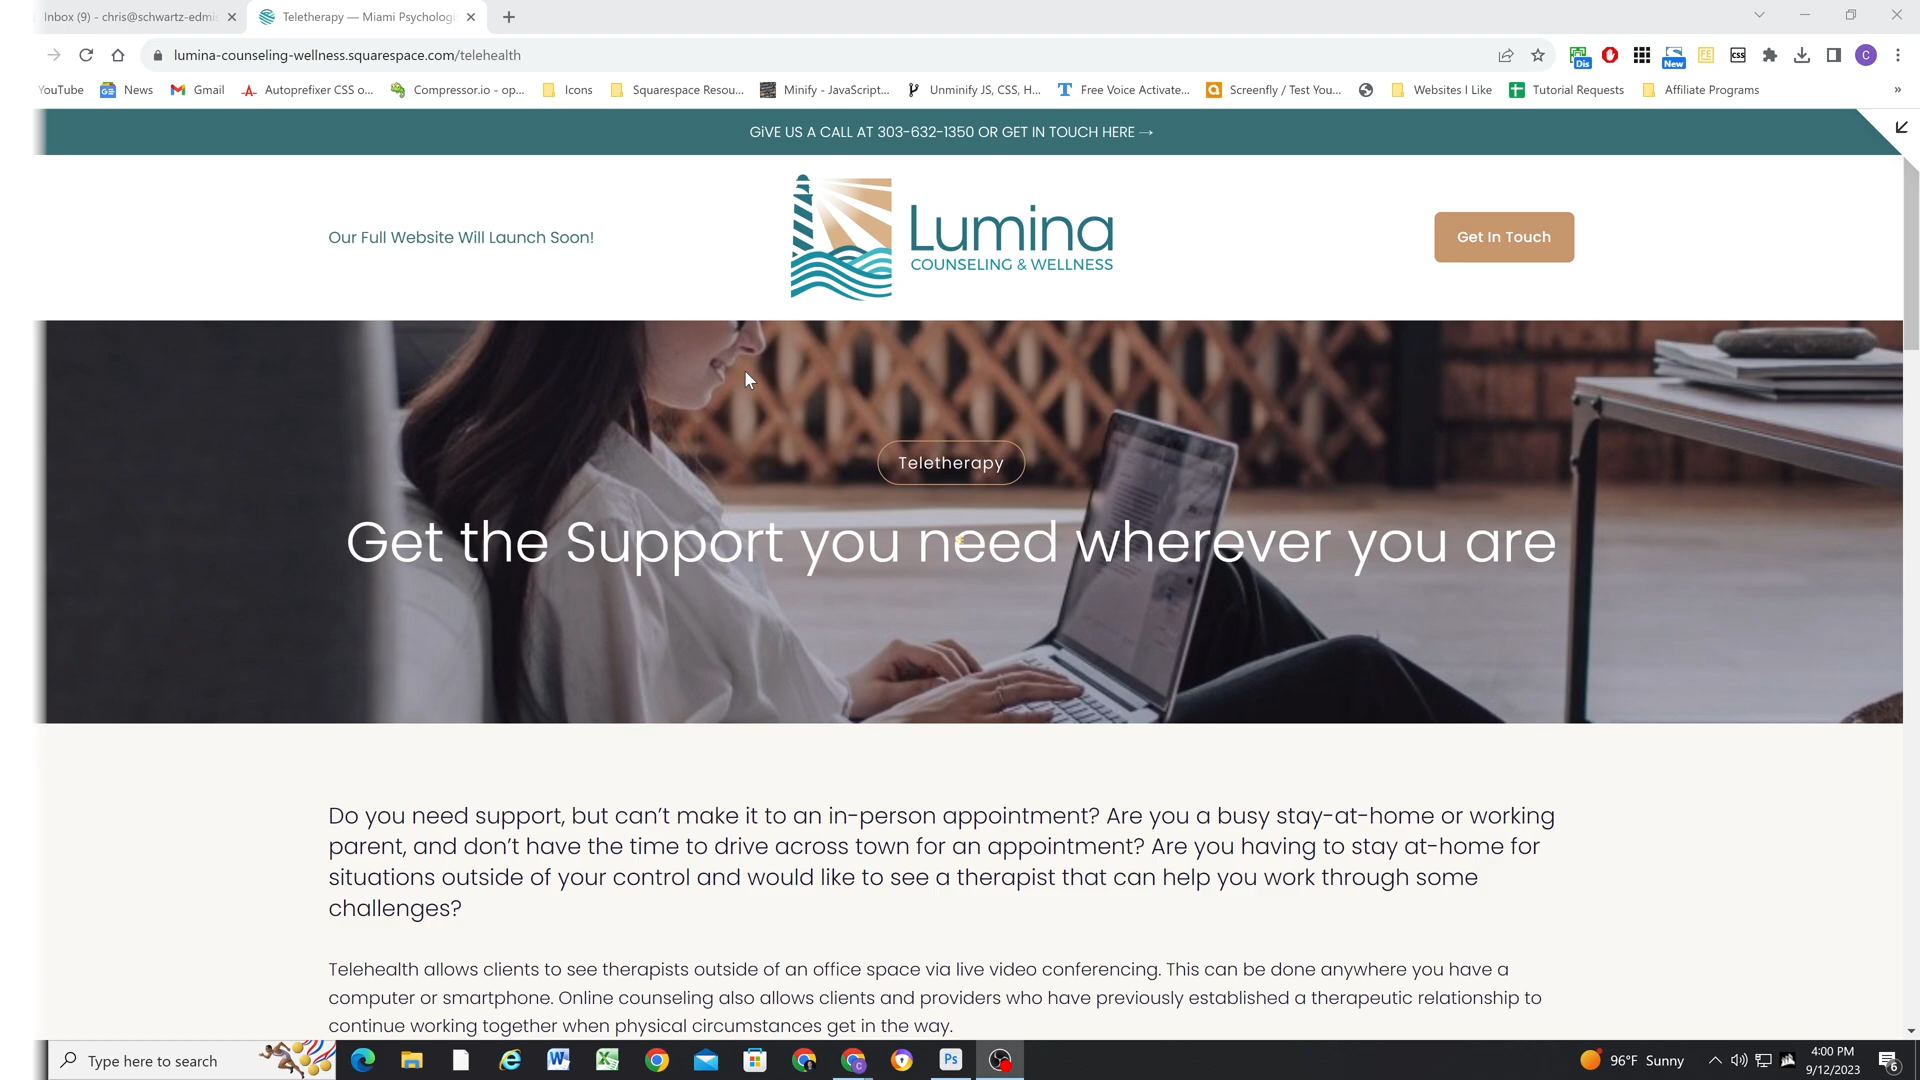 Inbox (9) - chris@schwartz-edmis
Teletherapy — Miami Psychologi
lumina-counseling-wellness.squarespace.com/telehealth
Dis
New
FE
CSS
C
YouTube
GE News
Gmail
Autoprefixer CSS o...
Compressor.io - op...
Icons
Squarespace Resou...
Minify - JavaScript...
Unminify JS, CSS, H...
Free Voice Activate...
Screenfly / Test You...
Websites I Like
Tutorial Requests
Affiliate Programs
»
GiVE US A CALL AT 303-632-1350 OR GET IN TOUCH HERE →
Our Full Website Will Launch Soon!
Lumina
COUNSELING & WELLNESS
Get In Touch
Teletherapy
Get the Support you need wherever you are
Do you need support, but can’t make it to an in-person appointment? Are you a busy stay-at-home or working
parent, and don’t have the time to drive across town for an appointment? Are you having to stay at-home for
situations outside of your control and would like to see a therapist that can help you work through some
challenges?
Telehealth allows clients to see therapists outside of an office space via live video conferencing. This can be done anywhere you have a
computer or smartphone. Online counseling also allows clients and providers who have previously established a therapeutic relationship to
continue working together when physical circumstances get in the way.
Type here to search
Ps
96°F Sunny
4:00 PM
9/12/2023
6